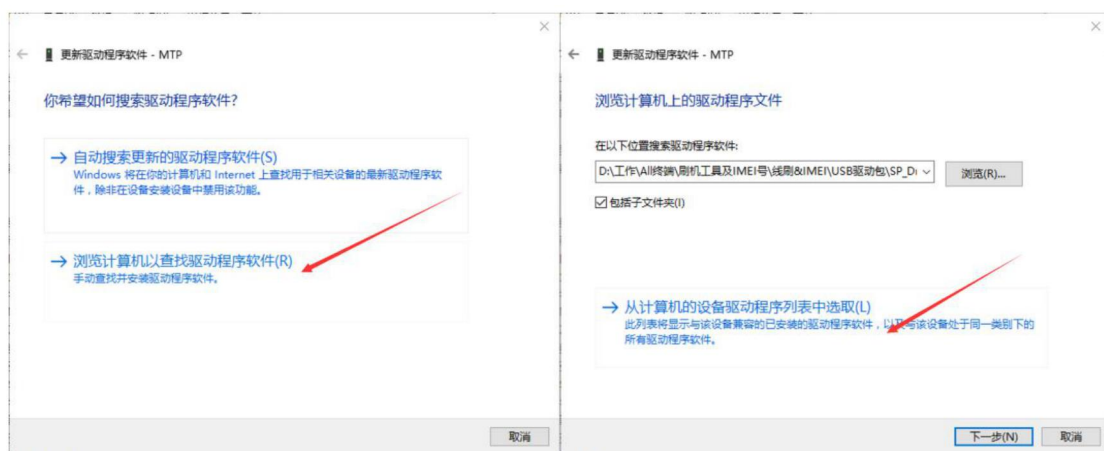 更新驱动程序软件 - MTP
你希望如何搜索驱动程序软件?
自动搜索更新的驱动程序软件(S)
Windows 将在你的计算机和 Internet 上查找用于相关设备的最新驱动程序软
件，除非在设备安装设置中禁用该功能。
浏览计算机以查找驱动程序软件(R)
手动查找并安装驱动程序软件。
取消
更新驱动程序软件 - MTP
浏览计算机上的驱动程序文件
在以下位置搜索驱动程序软件:
D:\工作\All终端\刷机工具及IMEI号\线刷&IMEI\USB驱动包\SP_D
浏览(R)...
包括子文件夹(I)
从计算机的设备驱动程序列表中选取(L)
此列表将显示与该设备兼容的已安装的驱动程序软件，以及与该设备处于同一类别下的
所有驱动程序软件。
下一步(N)
取消